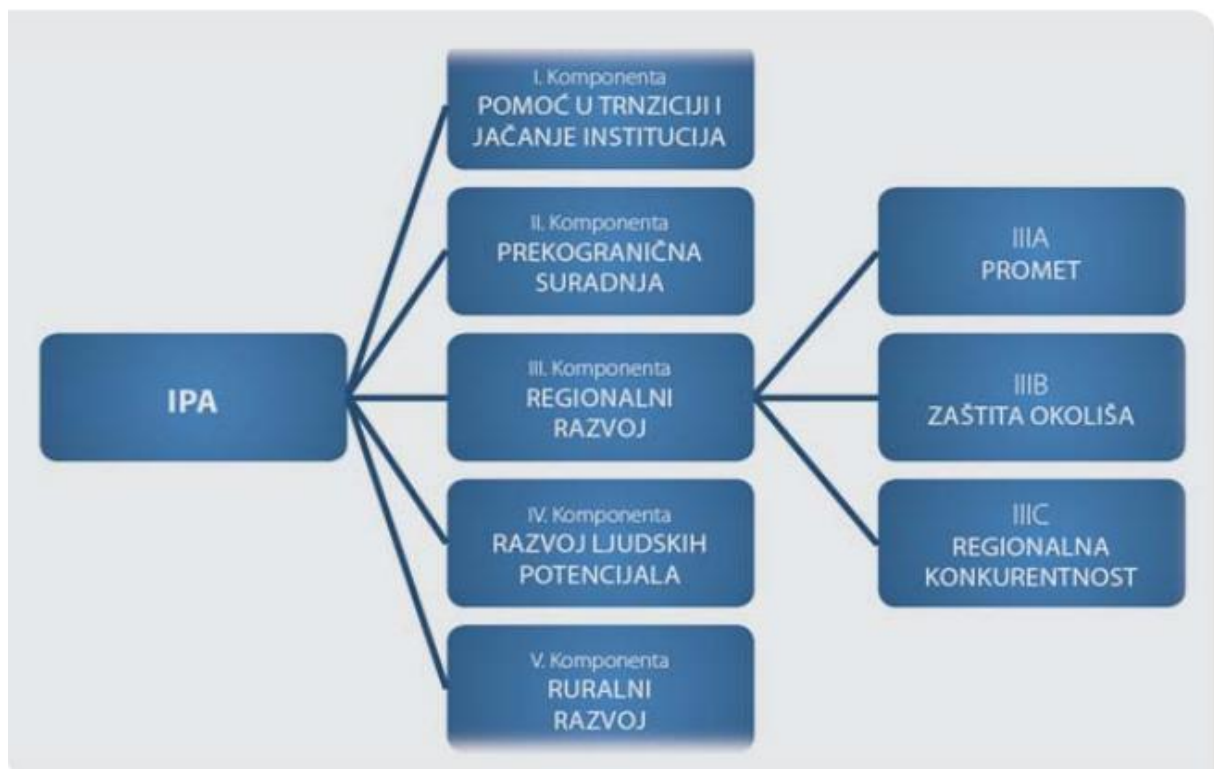 IPA
I. Komponenta
POMOĆ U TRNZICIJI I
JAČANJE INSTITUCIJA
II. Komponenta
PREKOGRANIČNA
SURADNJA
III. Komponenta
REGIONALNI
RAZVOJ
IV. Komponenta
RAZVOJ LJUDSKIH
POTENCIJALA
V. Komponenta
RURALNI
RAZVOJ
IIIA
PROMET
IIIB
ZAŠTITA OKOLIŠA
IIIC
REGIONALNA
KONKURENTNOST